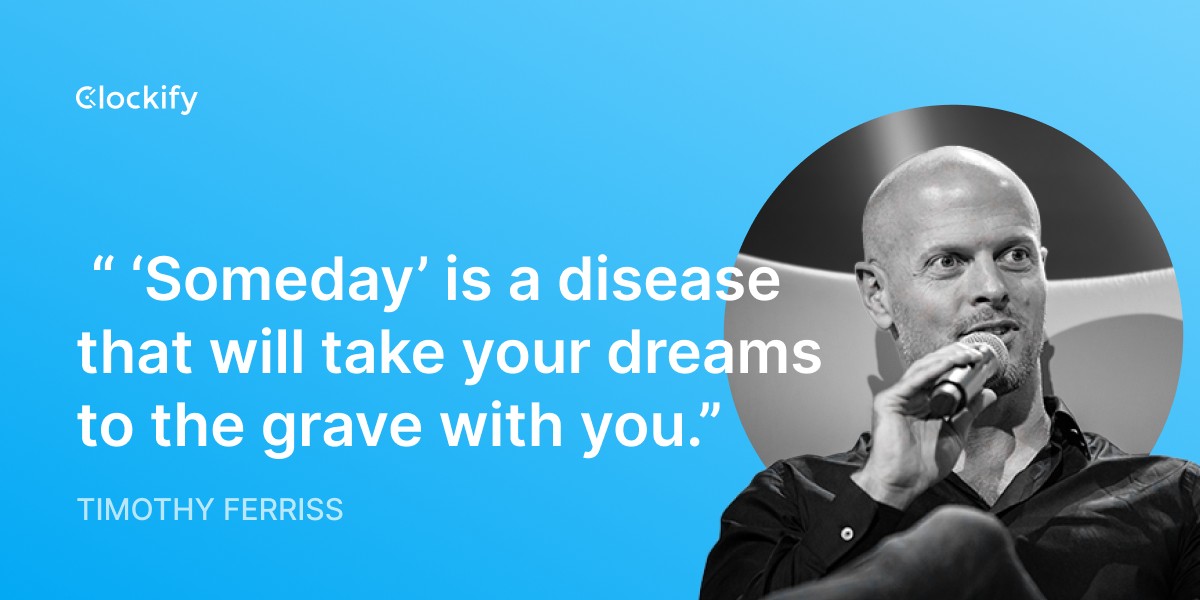 Clockify
“ ‘Someday’ is a disease
that will take your dreams
to the grave with you.”
TIMOTHY FERRISS